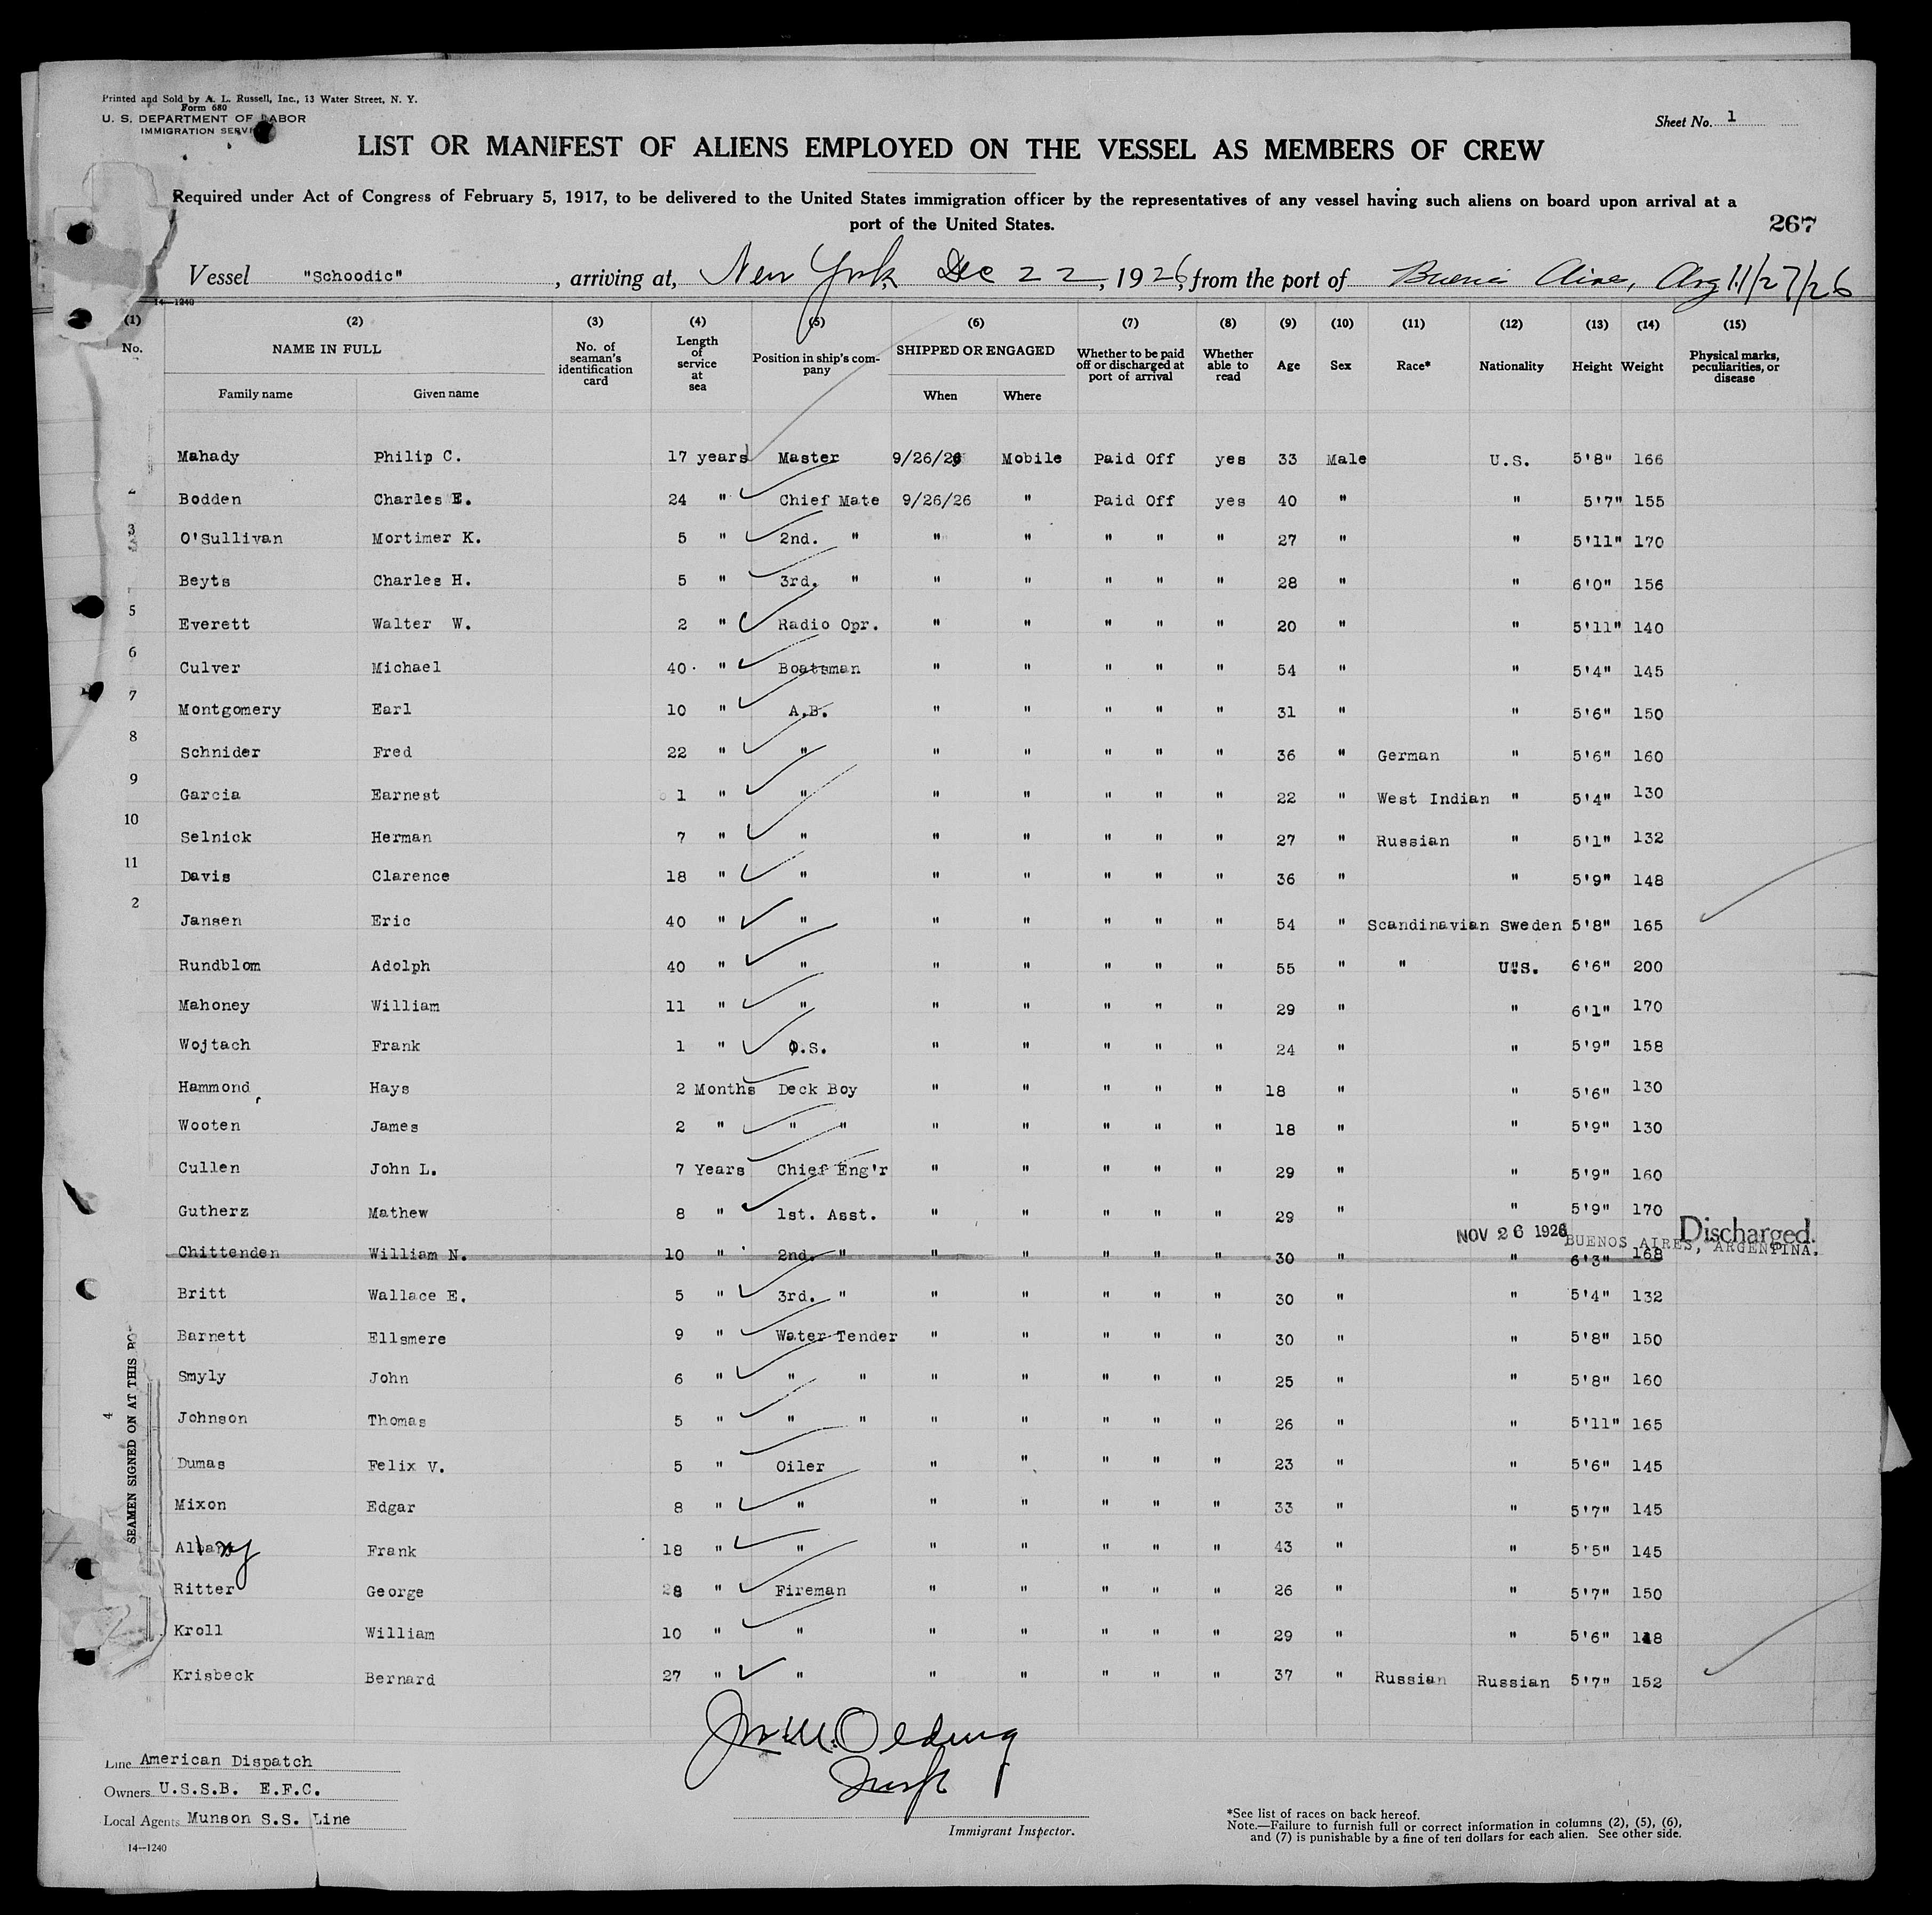 Printed and Sold by A. L. Russell, Inc., 13 Water Street, N. Y.
Form 680
U. S. DEPARTMENT OF LABOR
IMMIGRATION SERVICE
Sheet No. 1
LIST OR MANIFEST OF ALIENS EMPLOYED ON THE VESSEL AS MEMBERS OF CREW
Required under Act of Congress of February 5, 1917, to be delivered to the United States immigration officer by the representatives of any vessel having such aliens on board upon arrival at a
port of the United States.
267
Vessel "Schoodic", arriving at, New York Dec 22, 1926, from the port of Buenos Aires, Arg 11/27/26
14-1240
(1) (2) (3) (4) (5) (6) (7) (8) (9) (10) (11) (12) (13) (14) (15)
No. NAME IN FULL Family name Given name No. of seaman's identification card Length of service at sea Position in ship's company SHIPPED OR ENGAGED When Where Whether to be paid off or discharged at port of arrival Whether able to read Age Sex Race* Nationality Height Weight Physical marks, peculiarities, or disease
Mahady Philip C. 17 years Master 9/26/26 Mobile Paid Off yes 33 Male U.S. 5'8" 166
2 Bodden Charles E. 24 " Chief Mate 9/26/26 " Paid Off yes 40 " " 5'7" 155
3 O'Sullivan Mortimer K. 5 " 2nd. " " " " " " 27 " " 5'11" 170
Beyts Charles H. 5 " 3rd. " " " " " " 28 " " 6'0" 156
5 Everett Walter W. 2 " Radio Opr. " " " " " 20 " " 5'11" 140
6 Culver Michael 40 " Boatsman " " " " " 54 " " 5'4" 145
7 Montgomery Earl 10 " A.B. " " " " " 31 " " 5'6" 150
8 Schnider Fred 22 " " " " " " " 36 " German " 5'6" 160
9 Garcia Earnest 1 " " " " " " " 22 " West Indian " 5'4" 130
10 Selnick Herman 7 " " " " " " " 27 " Russian " 5'1" 132
11 Davis Clarence 18 " " " " " " " 36 " " 5'9" 148
2 Jansen Eric 40 " " " " " " " 54 " Scandinavian Sweden 5'8" 165
Rundblom Adolph 40 " " " " " " " 55 " " U.S. 6'6" 200
Mahoney William 11 " " " " " " " 29 " " 6'1" 170
Wojtach Frank 1 " O.S. " " " " " 24 " " 5'9" 158
Hammond Hays 2 Months Deck Boy " " " " " 18 " " 5'6" 130
Wooten James 2 " " " " " " " " 18 " " 5'9" 130
Cullen John L. 7 Years Chief Eng'r " " " " " 29 " " 5'9" 160
Gutherz Mathew 8 " 1st. Asst. " " " " " 29 " " 5'9" 170
NOV 26 1926 BUENOS AIRES, ARGENTINA. Discharged.
Chittenden William N. 10 " 2nd. " " " " " " 30 " " 6'3" 168
Britt Wallace E. 5 " 3rd. " " " " " " 30 " " 5'4" 132
Barnett Ellsmere 9 " Water Tender " " " " " 30 " " 5'8" 150
Smyly John 6 " " " " " " " " 25 " " 5'8" 160
Johnson Thomas 5 " " " " " " " " 26 " " 5'11" 165
Dumas Felix V. 5 " Oiler " " " " " 23 " " 5'6" 145
Mixon Edgar 8 " " " " " " " 33 " " 5'7" 145
Frank 18 " " " " " " " 43 " " 5'5" 145
Ritter George 28 " Fireman " " " " " 26 " " 5'7" 150
Kroll William 10 " " " " " " " 29 " " 5'6"
Krisbeck Bernard 27 " " " " " " " 37 " Russian Russian 5'7" 152
4
SEAMEN SIGNED ON AT THIS
Line American Dispatch
Owners U.S.S.B. E.F.C.
Local Agents Munson S.S. Line
14-1240
Immigrant Inspector.
*See list of races on back hereof.
Note.—Failure to furnish full or correct information in columns (2), (5), (6),
and (7) is punishable by a fine of ten dollars for each alien. See other side.